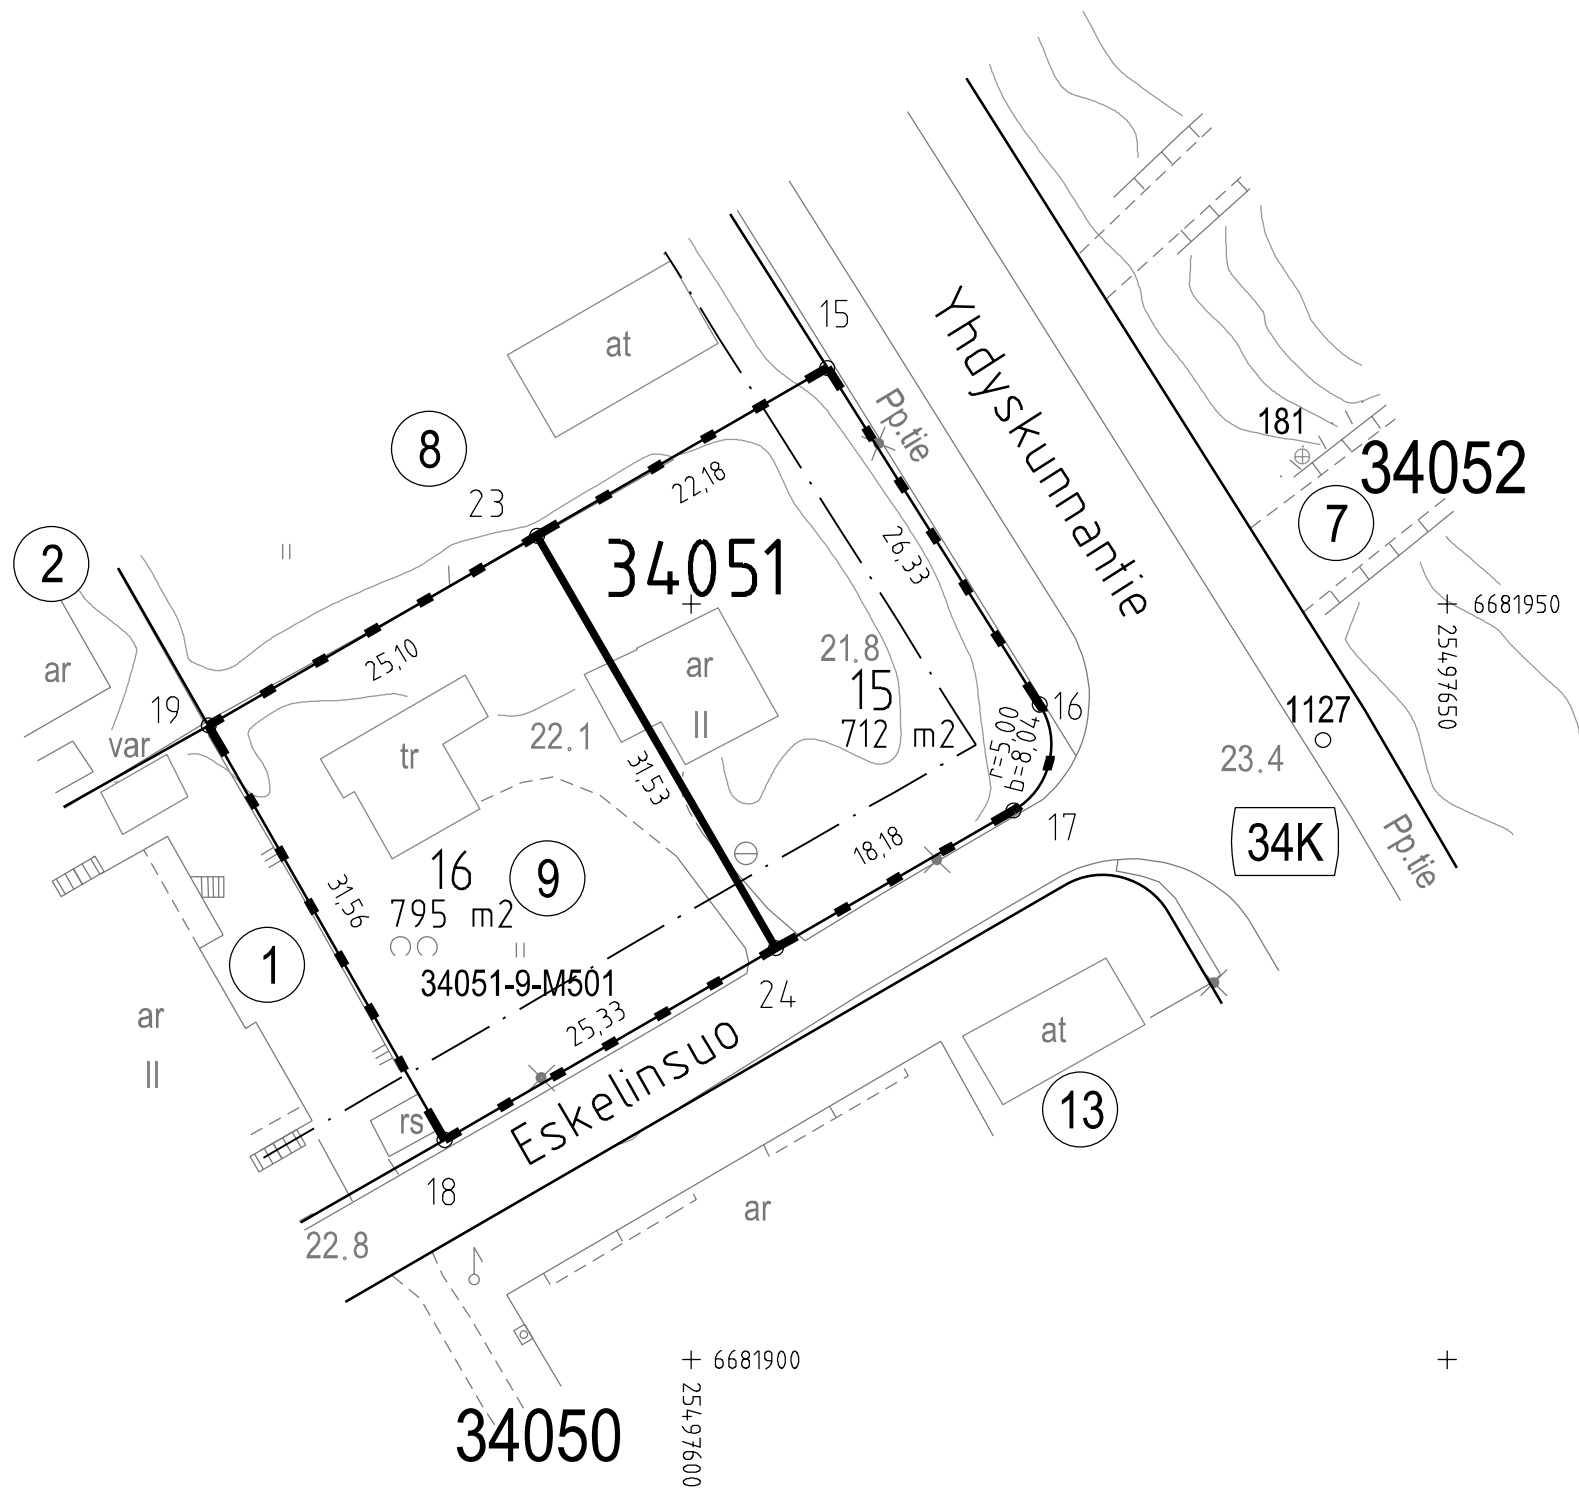 15
Yhdyskunnantie
at
Pp.tie
181
34052
8
7
23
22,18
2
34051
26,33
6681950
25497650
ar
25,10
ar
II
21.8
15
712 m2
19
var
tr
22.1
31,53
r=5,00
b=8,04
16
1127
23.4
17
34K
Pp.tie
16
795 m2
9
18,18
31,56
1
34051-9-M501
24
25,33
Eskelinsuo
ar
II
at
13
rs
18
ar
22.8
6681900
25497600
34050